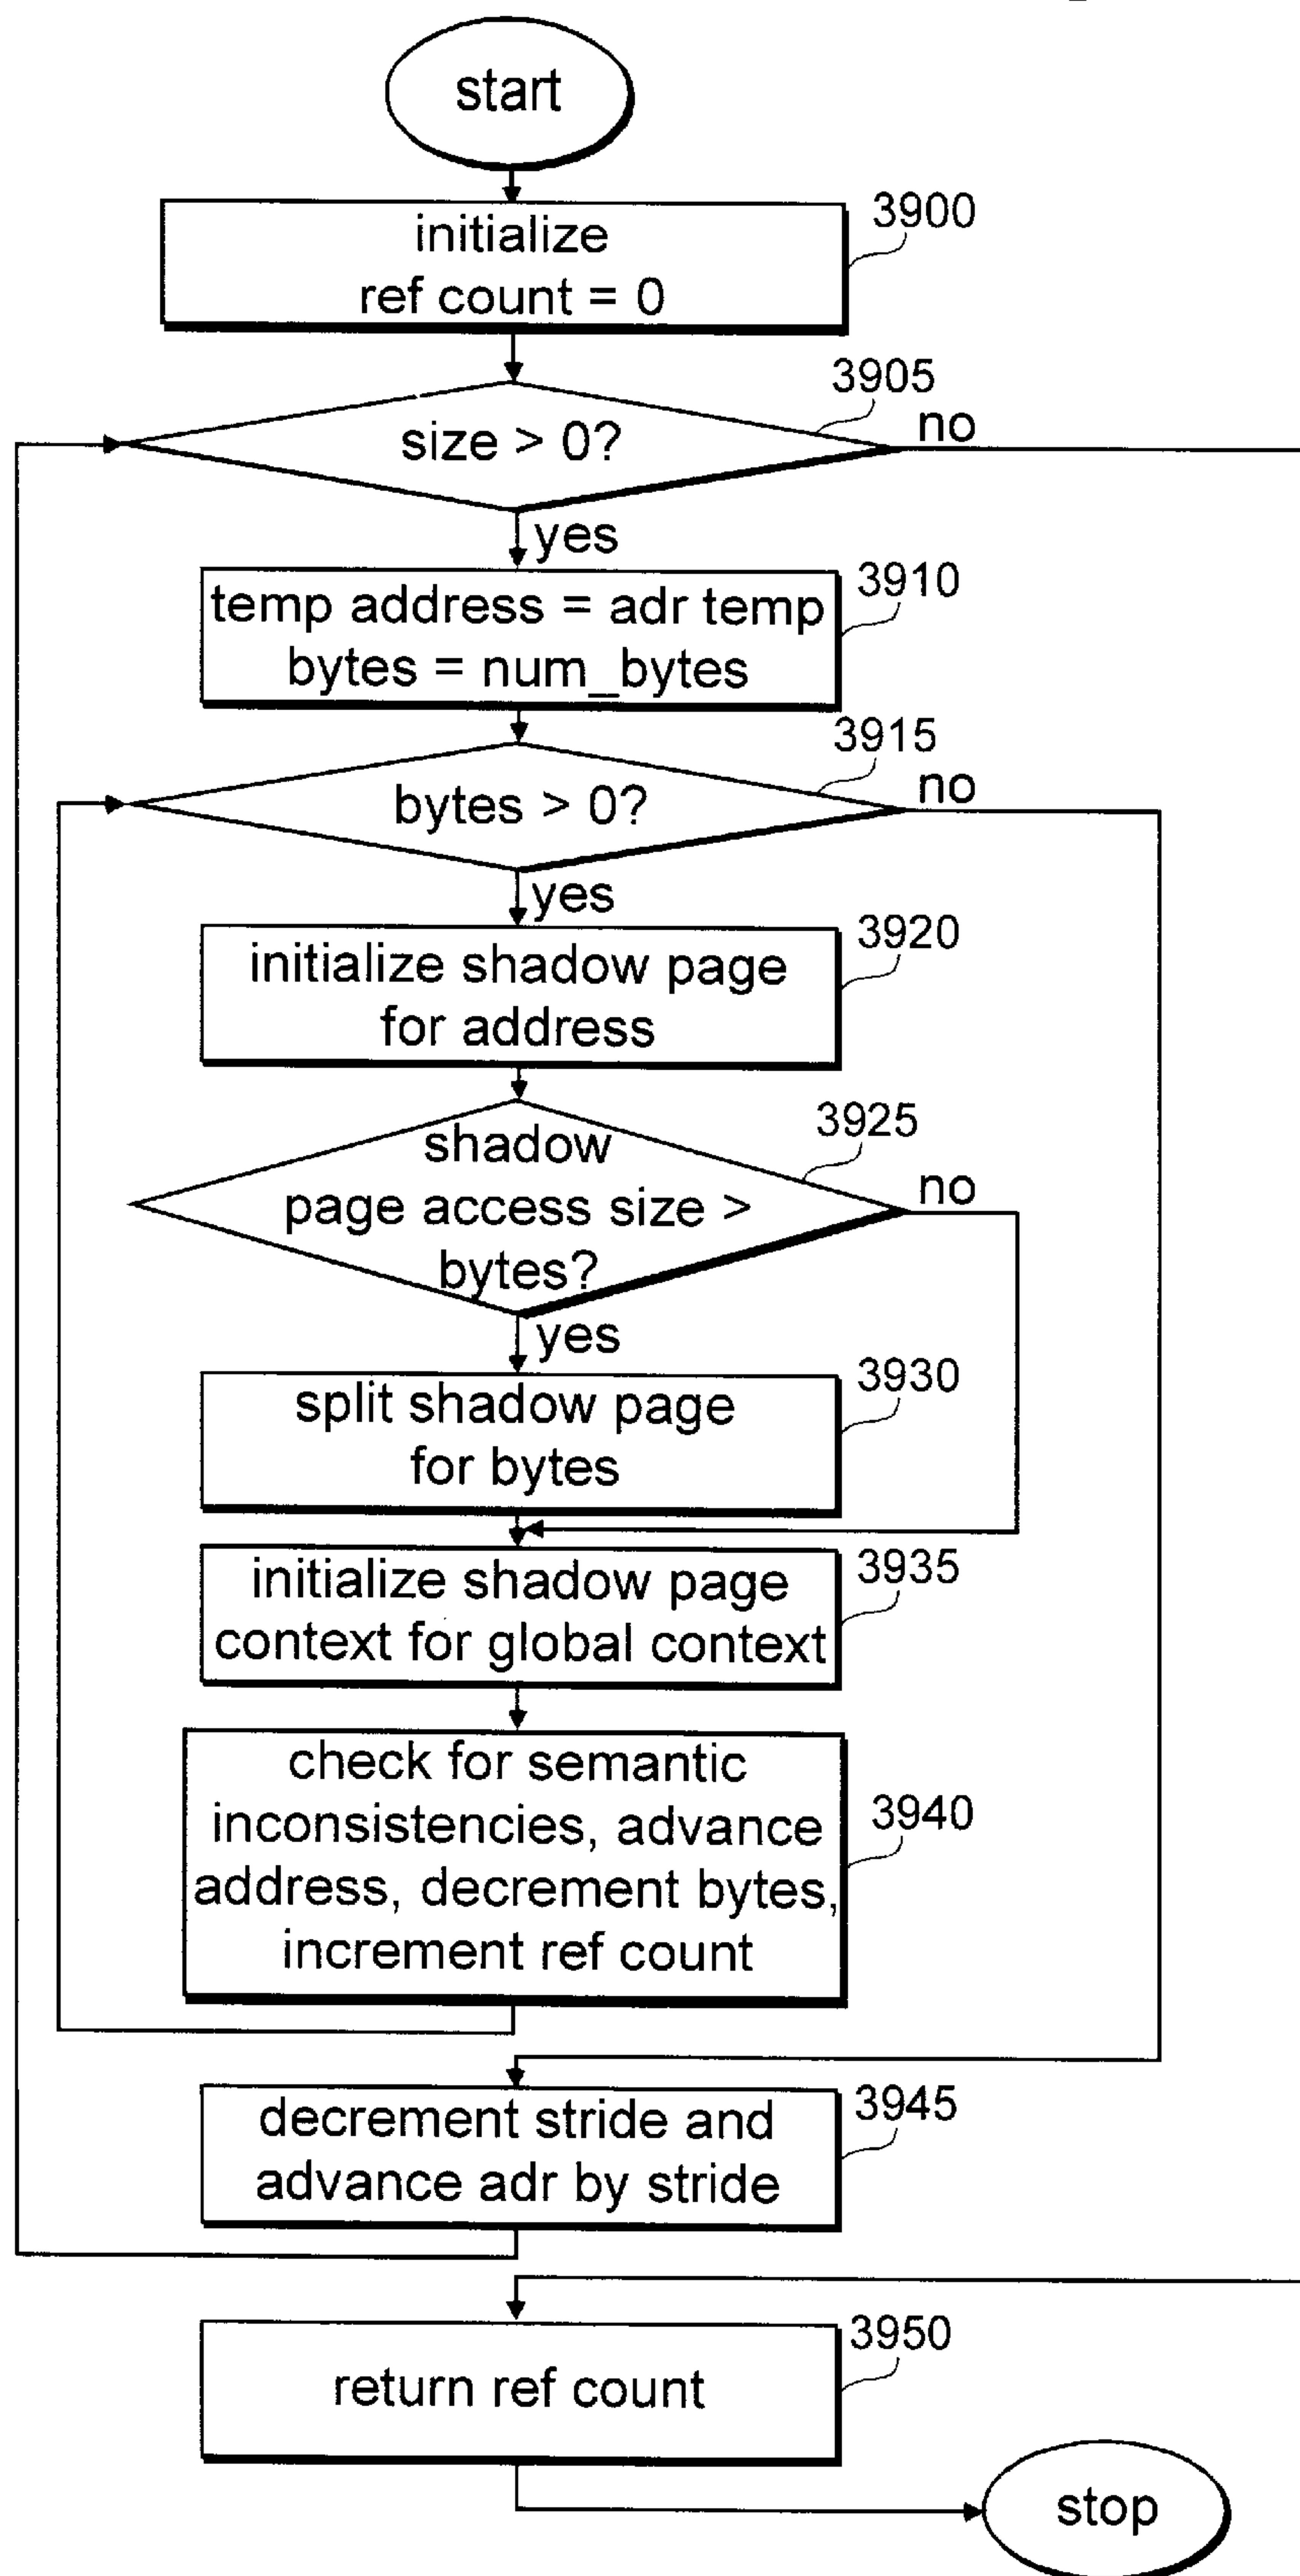 start
3900
initialize
ref count = 0
3905
size > 0?
no
yes
3910
temp address = adr temp
bytes = num_bytes
3915
bytes > 0?
no
yes
3920
initialize shadow page
for address
3925
shadow
page access size >
bytes?
no
yes
3930
split shadow page
for bytes
3935
initialize shadow page
context for global context
check for semantic
inconsistencies, advance
address, decrement bytes,
increment ref count
3940
3945
decrement stride and
advance adr by stride
3950
return ref count
stop